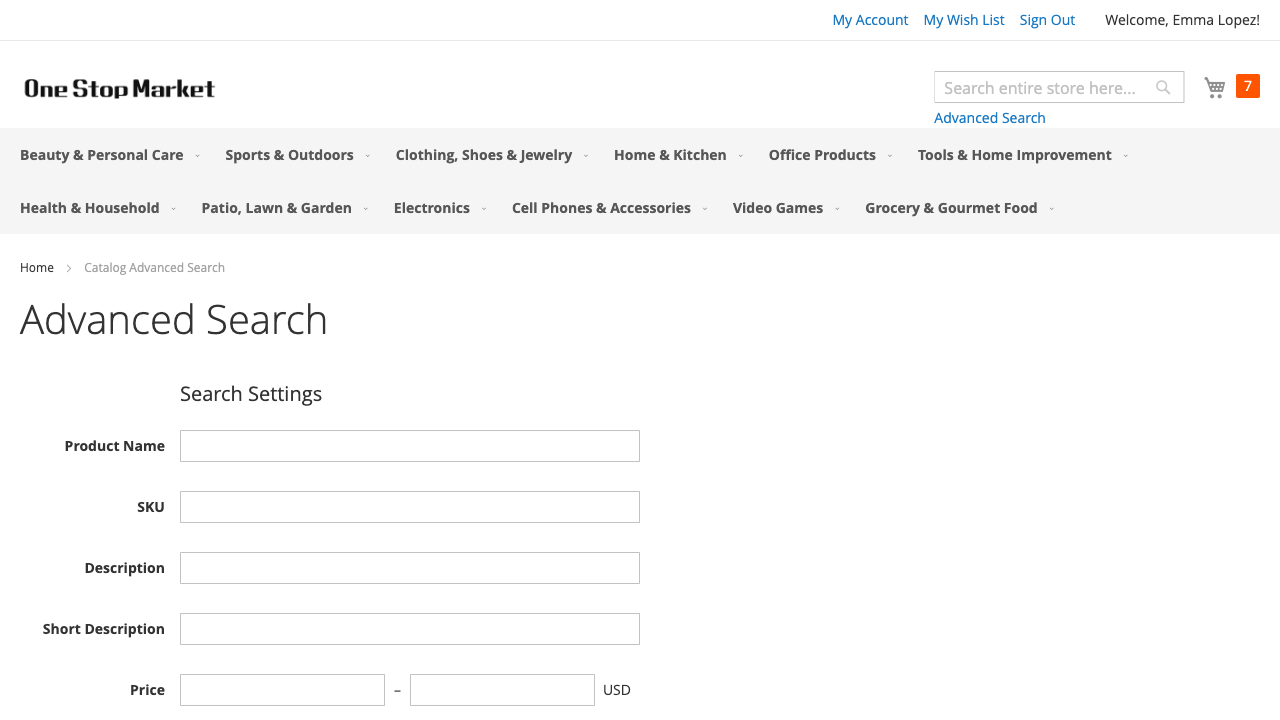 My Account My Wish List Sign Out Welcome, Emma Lopez!
One Stop Market
Search entire store here...
7
Advanced Search
Beauty & Personal Care Sports & Outdoors Clothing, Shoes & Jewelry Home & Kitchen Office Products Tools & Home Improvement
Health & Household Patio, Lawn & Garden Electronics Cell Phones & Accessories Video Games Grocery & Gourmet Food
Home Catalog Advanced Search
Advanced Search
Search Settings
Product Name
SKU
Description
Short Description
Price – USD